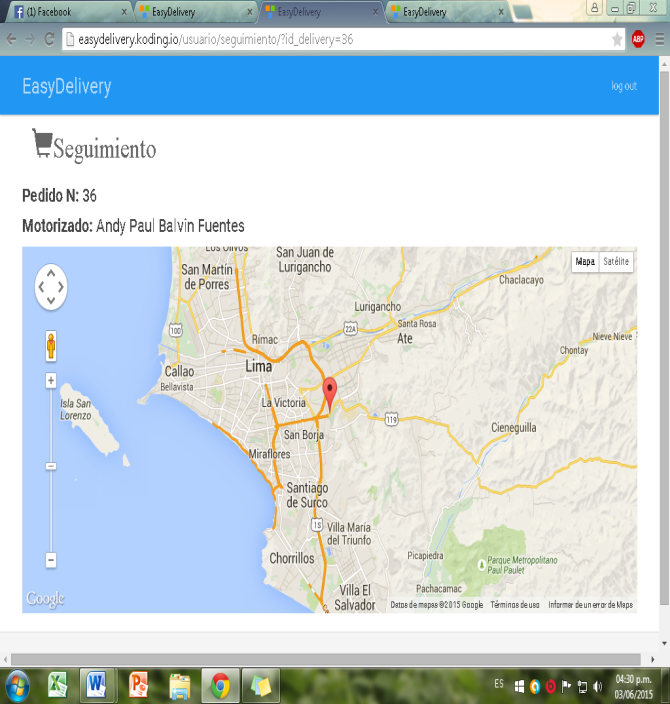 (1) Facebook
EasyDelivery
EasyDelivery
EasyDelivery
easydelivery.koding.io/usuario/seguimiento/?id_delivery=36
ABP
EasyDelivery
log out
Seguimiento
Pedido N: 36
Motorizado: Andy Paul Balvin Fuentes
Mapa Satélite
Los Olivos
San Juan de
Lurigancho
San Martin
de Porres
Chaclacayo
Lurigancho
100
22A
Santa Rosa
Rimac
Ate
Nieve Nieve
Chontay
Lima
Callao
Bellavista
Isla San
Lorenzo
La Victoria
119
Cieneguilla
San Borja
Miraflores
Santiago
de Surco
1S
Villa María
del Triunfo
Chorrillos
Picapiedra
Parque Metropolitano
Paul Poulet
Pachacamac
Villa El
Salvador
Google
Datos de mapas ©2015 Google
Términos de uso
Informar de un error de Maps
ES
04:30 p.m.
03/06/2015